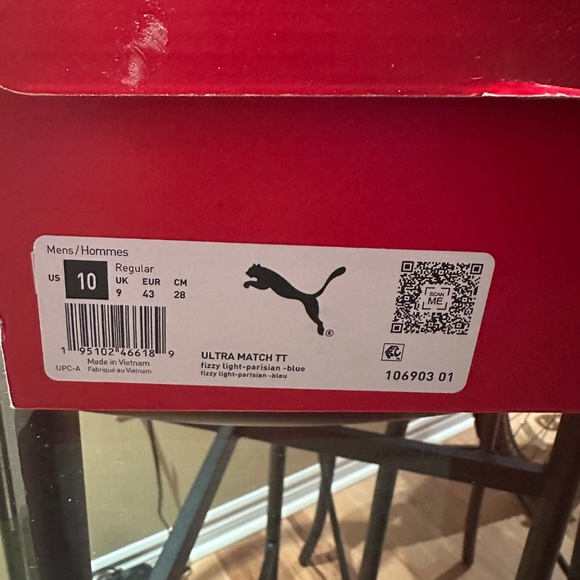 Mens/Hommes
Regular
US 10 UK EUR CM
9 43 28
1 95102 46618 9
UPC-A
Made in Vietnam
Fabriqué au Vietnam
®
ULTRA MATCH TT
fizzy light-parisian -blue
fizzy light-parisian -bleu
SCAN
ME
106903 01